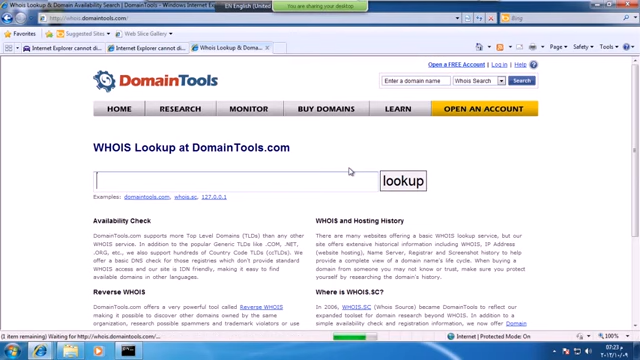 Whois Lookup & Domain Availability Search | DomainTools - Windows Internet Explorer
EN English (United
You are sharing your desktop
http://whois.domaintools.com/
Bing
Favorites Suggested Sites Web Slice Gallery
Internet Explorer cannot di... Internet Explorer cannot di... Whois Lookup & Doma...
Page Safety Tools
Open a FREE Account Log in Help
DomainTools
Enter a domain name Whois Search Search
HOME RESEARCH MONITOR BUY DOMAINS LEARN OPEN AN ACCOUNT
WHOIS Lookup at DomainTools.com
lookup
Examples: domaintools.com, whois.sc, 127.0.0.1
Availability Check
DomainTools.com supports more Top Level Domains (TLDs) than any other
WHOIS service. In addition to the popular Generic TLDs like .COM, .NET,
.ORG, etc., we also support hundreds of Country Code TLDs (ccTLDs). We
offer a basic DNS check for those registries which don't provide standard
WHOIS access and our site is IDN friendly, making it easy to find
available domains in other languages.
WHOIS and Hosting History
There are many websites offering a basic WHOIS lookup service, but our
site offers extensive historical information including WHOIS, IP Address
(website hosting), Name Server, Registrar and Screenshot history to help
provide a complete view of a domain name's life cycle. When buying a
domain from someone you may not know or trust, make sure you protect
yourself by researching the domain's history.
Reverse WHOIS
DomainTools.com offers a very powerful tool called Reverse WHOIS
making it possible to discover other domains owned by the same
organization, research possible spammers and trademark violators or use
Where is WHOIS.SC?
In 2006, WHOIS.SC (Whois Source) became DomainTools to reflect our
expanded toolset of domain research beyond WHOIS. In addition to a
simple availability check and registration information, we now offer Domain
(1 item remaining) Waiting for http://whois.domaintools.com/...
Internet | Protected Mode: On
100%
07:23 م